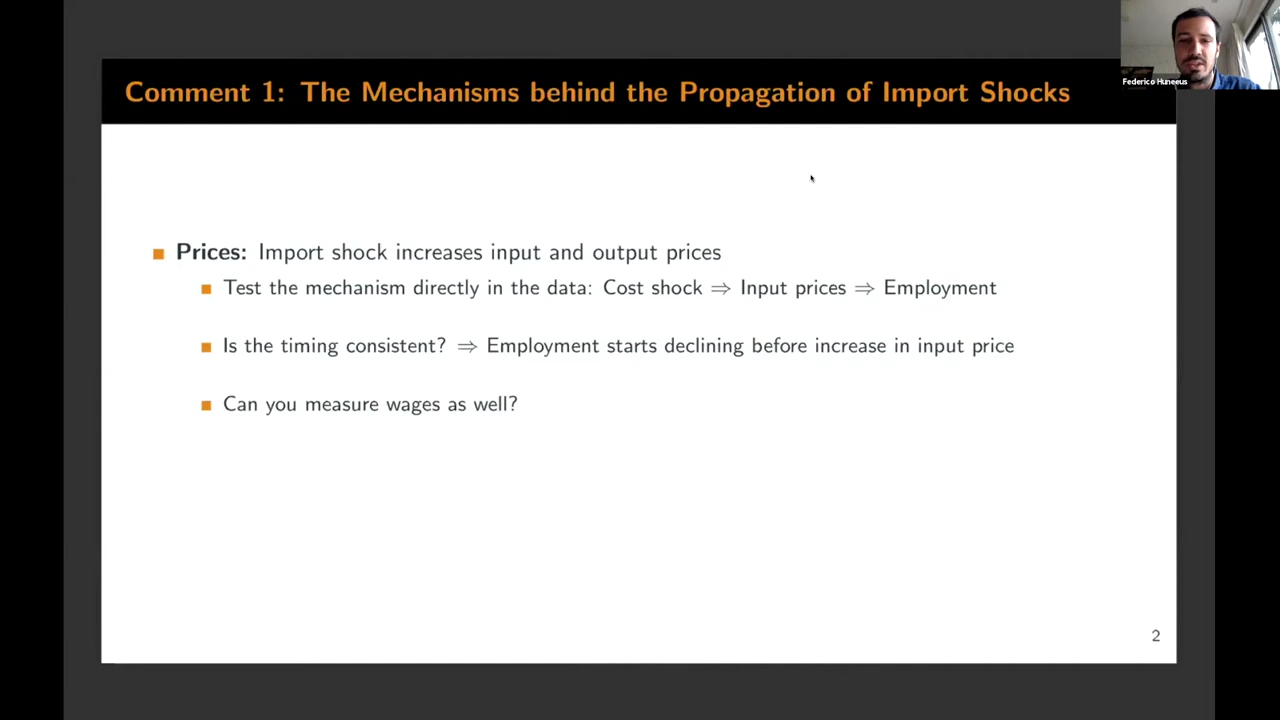 Comment 1: The Mechanisms behind the Propagation of Import Shocks
Federico Huneeus
Prices: Import shock increases input and output prices
Test the mechanism directly in the data: Cost shock ⇒ Input prices ⇒ Employment
Is the timing consistent? ⇒ Employment starts declining before increase in input price
Can you measure wages as well?
2